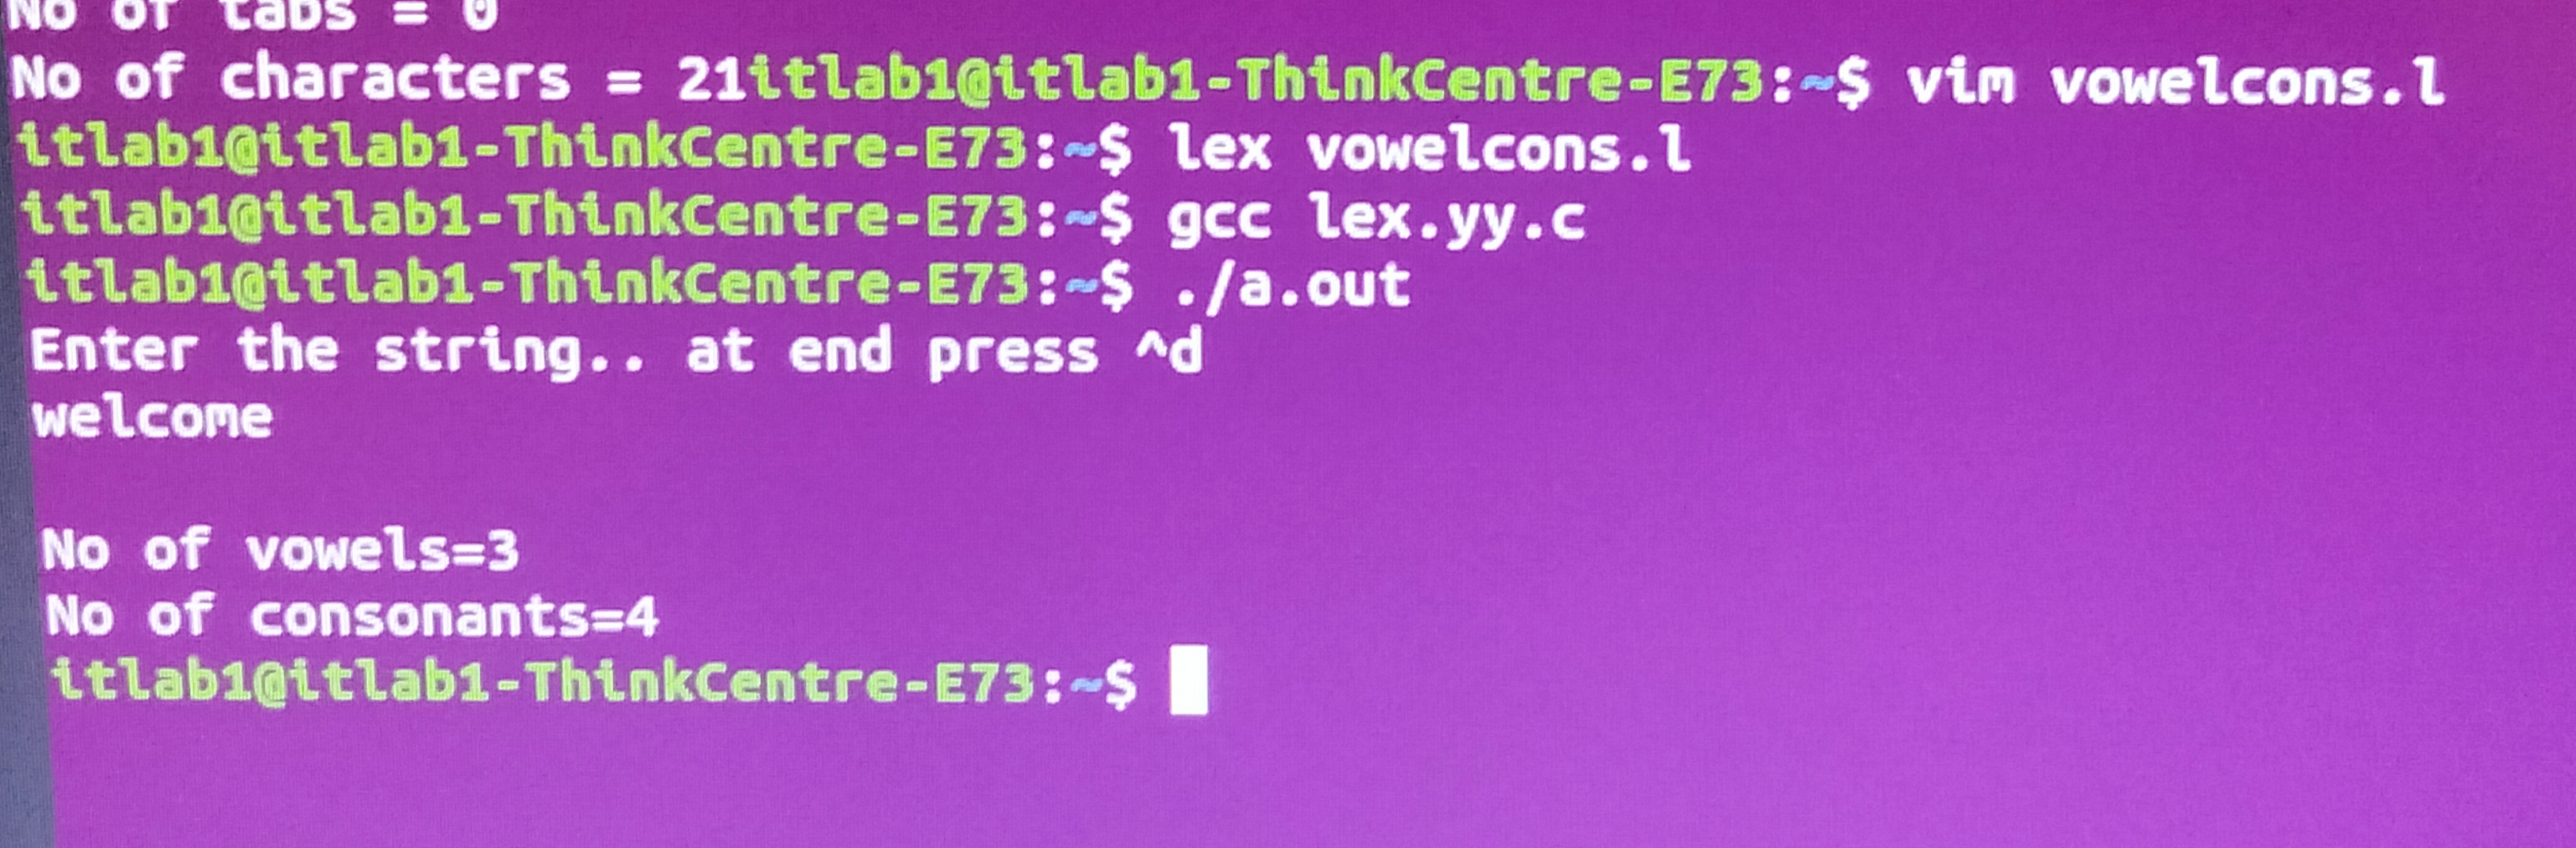 No of tabs = 0
No of characters = 21itlab1@itlab1-ThinkCentre-E73:~$ vim vowelcons.l
itlab1@itlab1-ThinkCentre-E73:~$ lex vowelcons.l
itlab1@itlab1-ThinkCentre-E73:~$ gcc lex.yy.c
itlab1@itlab1-ThinkCentre-E73:~$ ./a.out
Enter the string.. at end press ^d
welcome
No of vowels=3
No of consonants=4
itlab1@itlab1-ThinkCentre-E73:~$